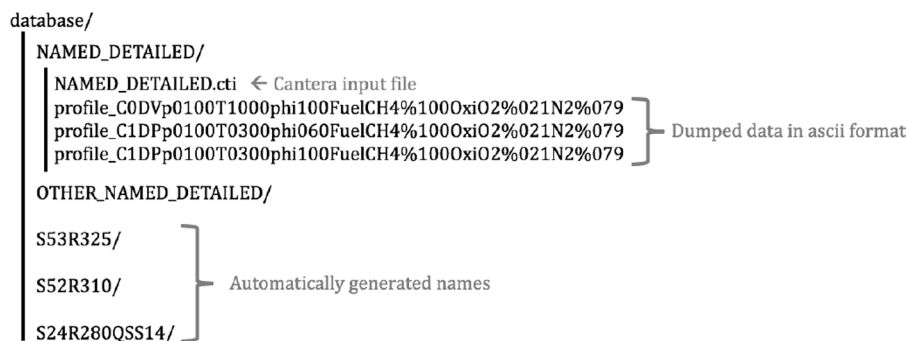 database/
NAMED_DETAILED/
NAMED_DETAILED.cti ← Cantera input file
profile_C0DVp0100T1000phi100FuelCH4%100OxiO2%021N2%079
profile_C1DPp0100T0300phi060FuelCH4%100OxiO2%021N2%079
profile_C1DPp0100T0300phi100FuelCH4%100OxiO2%021N2%079
Dumped data in ascii format
OTHER_NAMED_DETAILED/
S53R325/
S52R310/
Automatically generated names
S24R280QSS14/